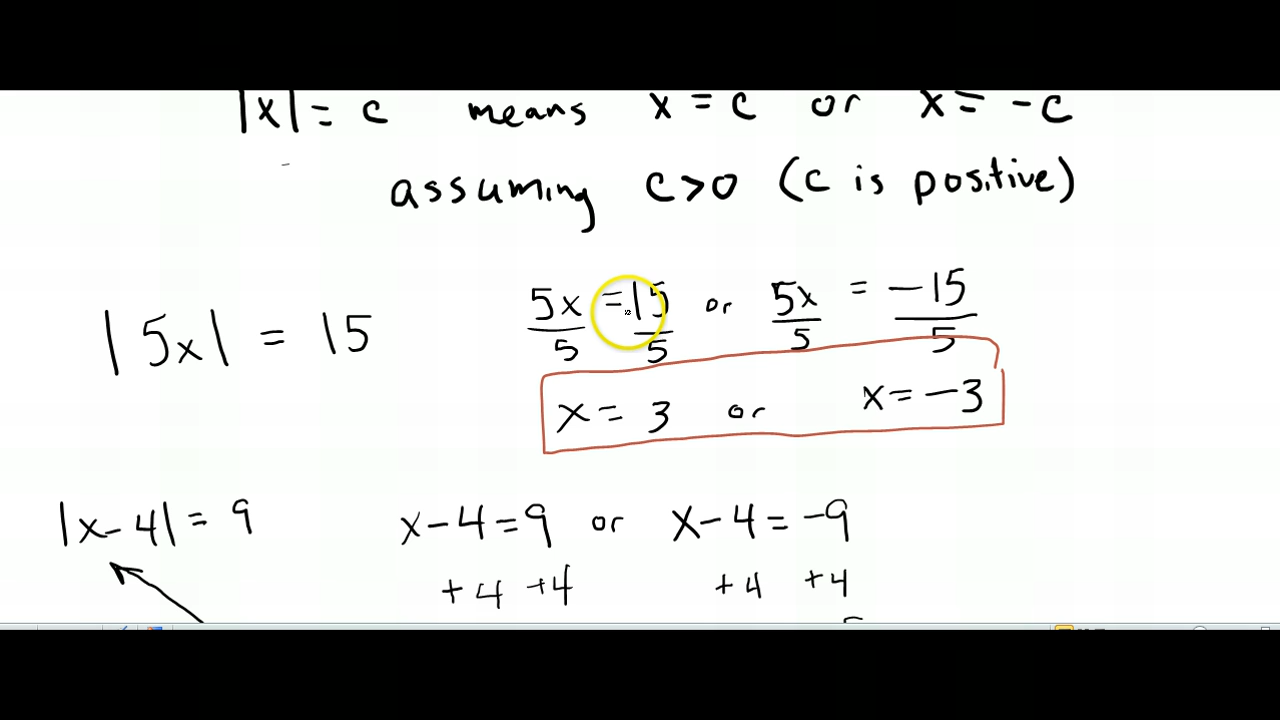 |x| = c means x = c or x = -c
assuming c>0 (c is positive)
|5x| = 15
5x = 15 or 5x = -15
5 5 5 5
x = 3 or x = -3
|x-4| = 9 x-4=9 or x-4=-9
+4 +4 +4 +4